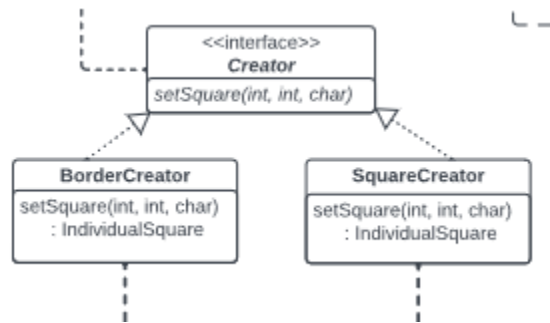 <<interface>>
Creator
setSquare(int, int, char)
BorderCreator
setSquare(int, int, char)
: IndividualSquare
SquareCreator
setSquare(int, int, char)
: IndividualSquare